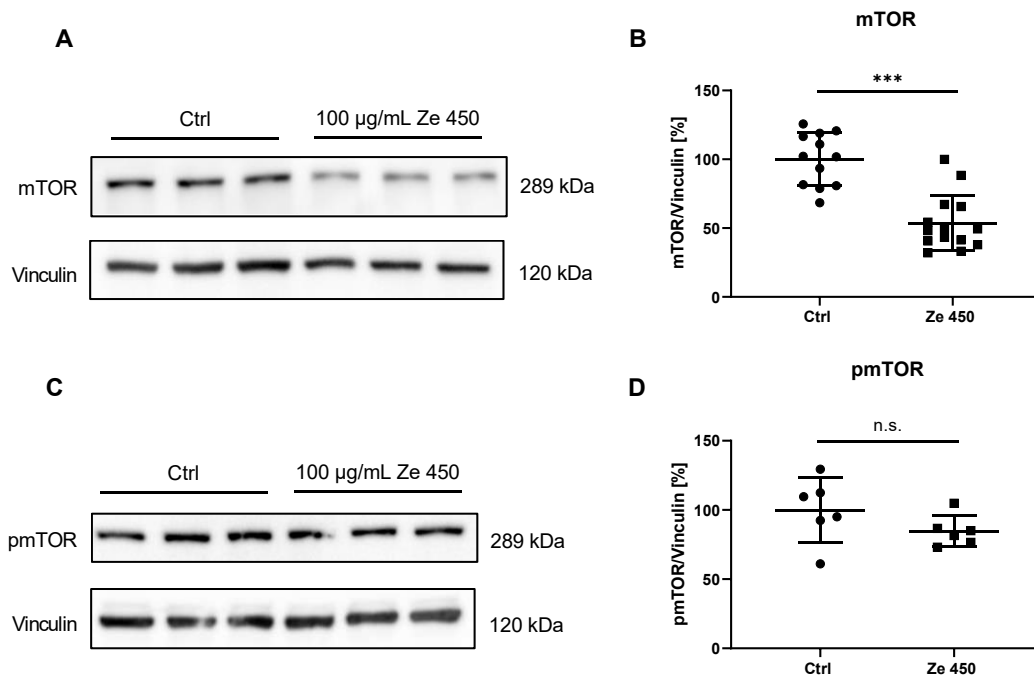 A
Ctrl
100 µg/mL Ze 450
mTOR
289 kDa
Vinculin
120 kDa
B
mTOR
***
mTOR/Vinculin [%]
150
100
50
0
Ctrl
Ze 450
C
Ctrl
100 µg/mL Ze 450
pmTOR
289 kDa
Vinculin
120 kDa
D
pmTOR
n.s.
pmTOR/Vinculin [%]
150
100
50
0
Ctrl
Ze 450